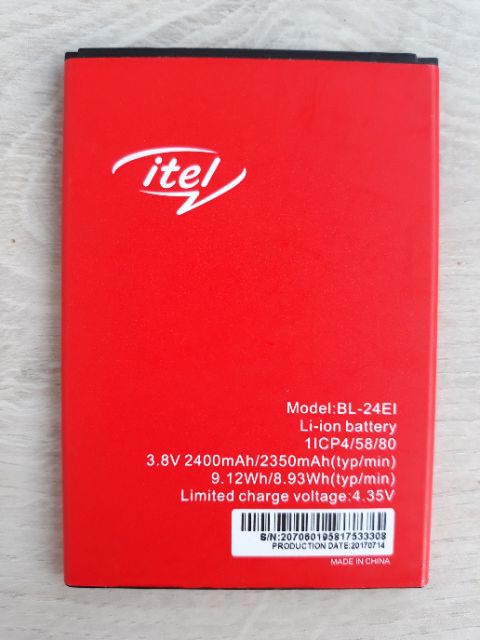 itel
Model:BL-24EI
Li-ion battery
1ICP4/58/80
3.8V 2400mAh/2350mAh(typ/min)
9.12Wh/8.93Wh(typ/min)
Limited charge voltage:4.35V
S/N:207060195817533308
PRODUCTION DATE:20170714
MADE IN CHINA